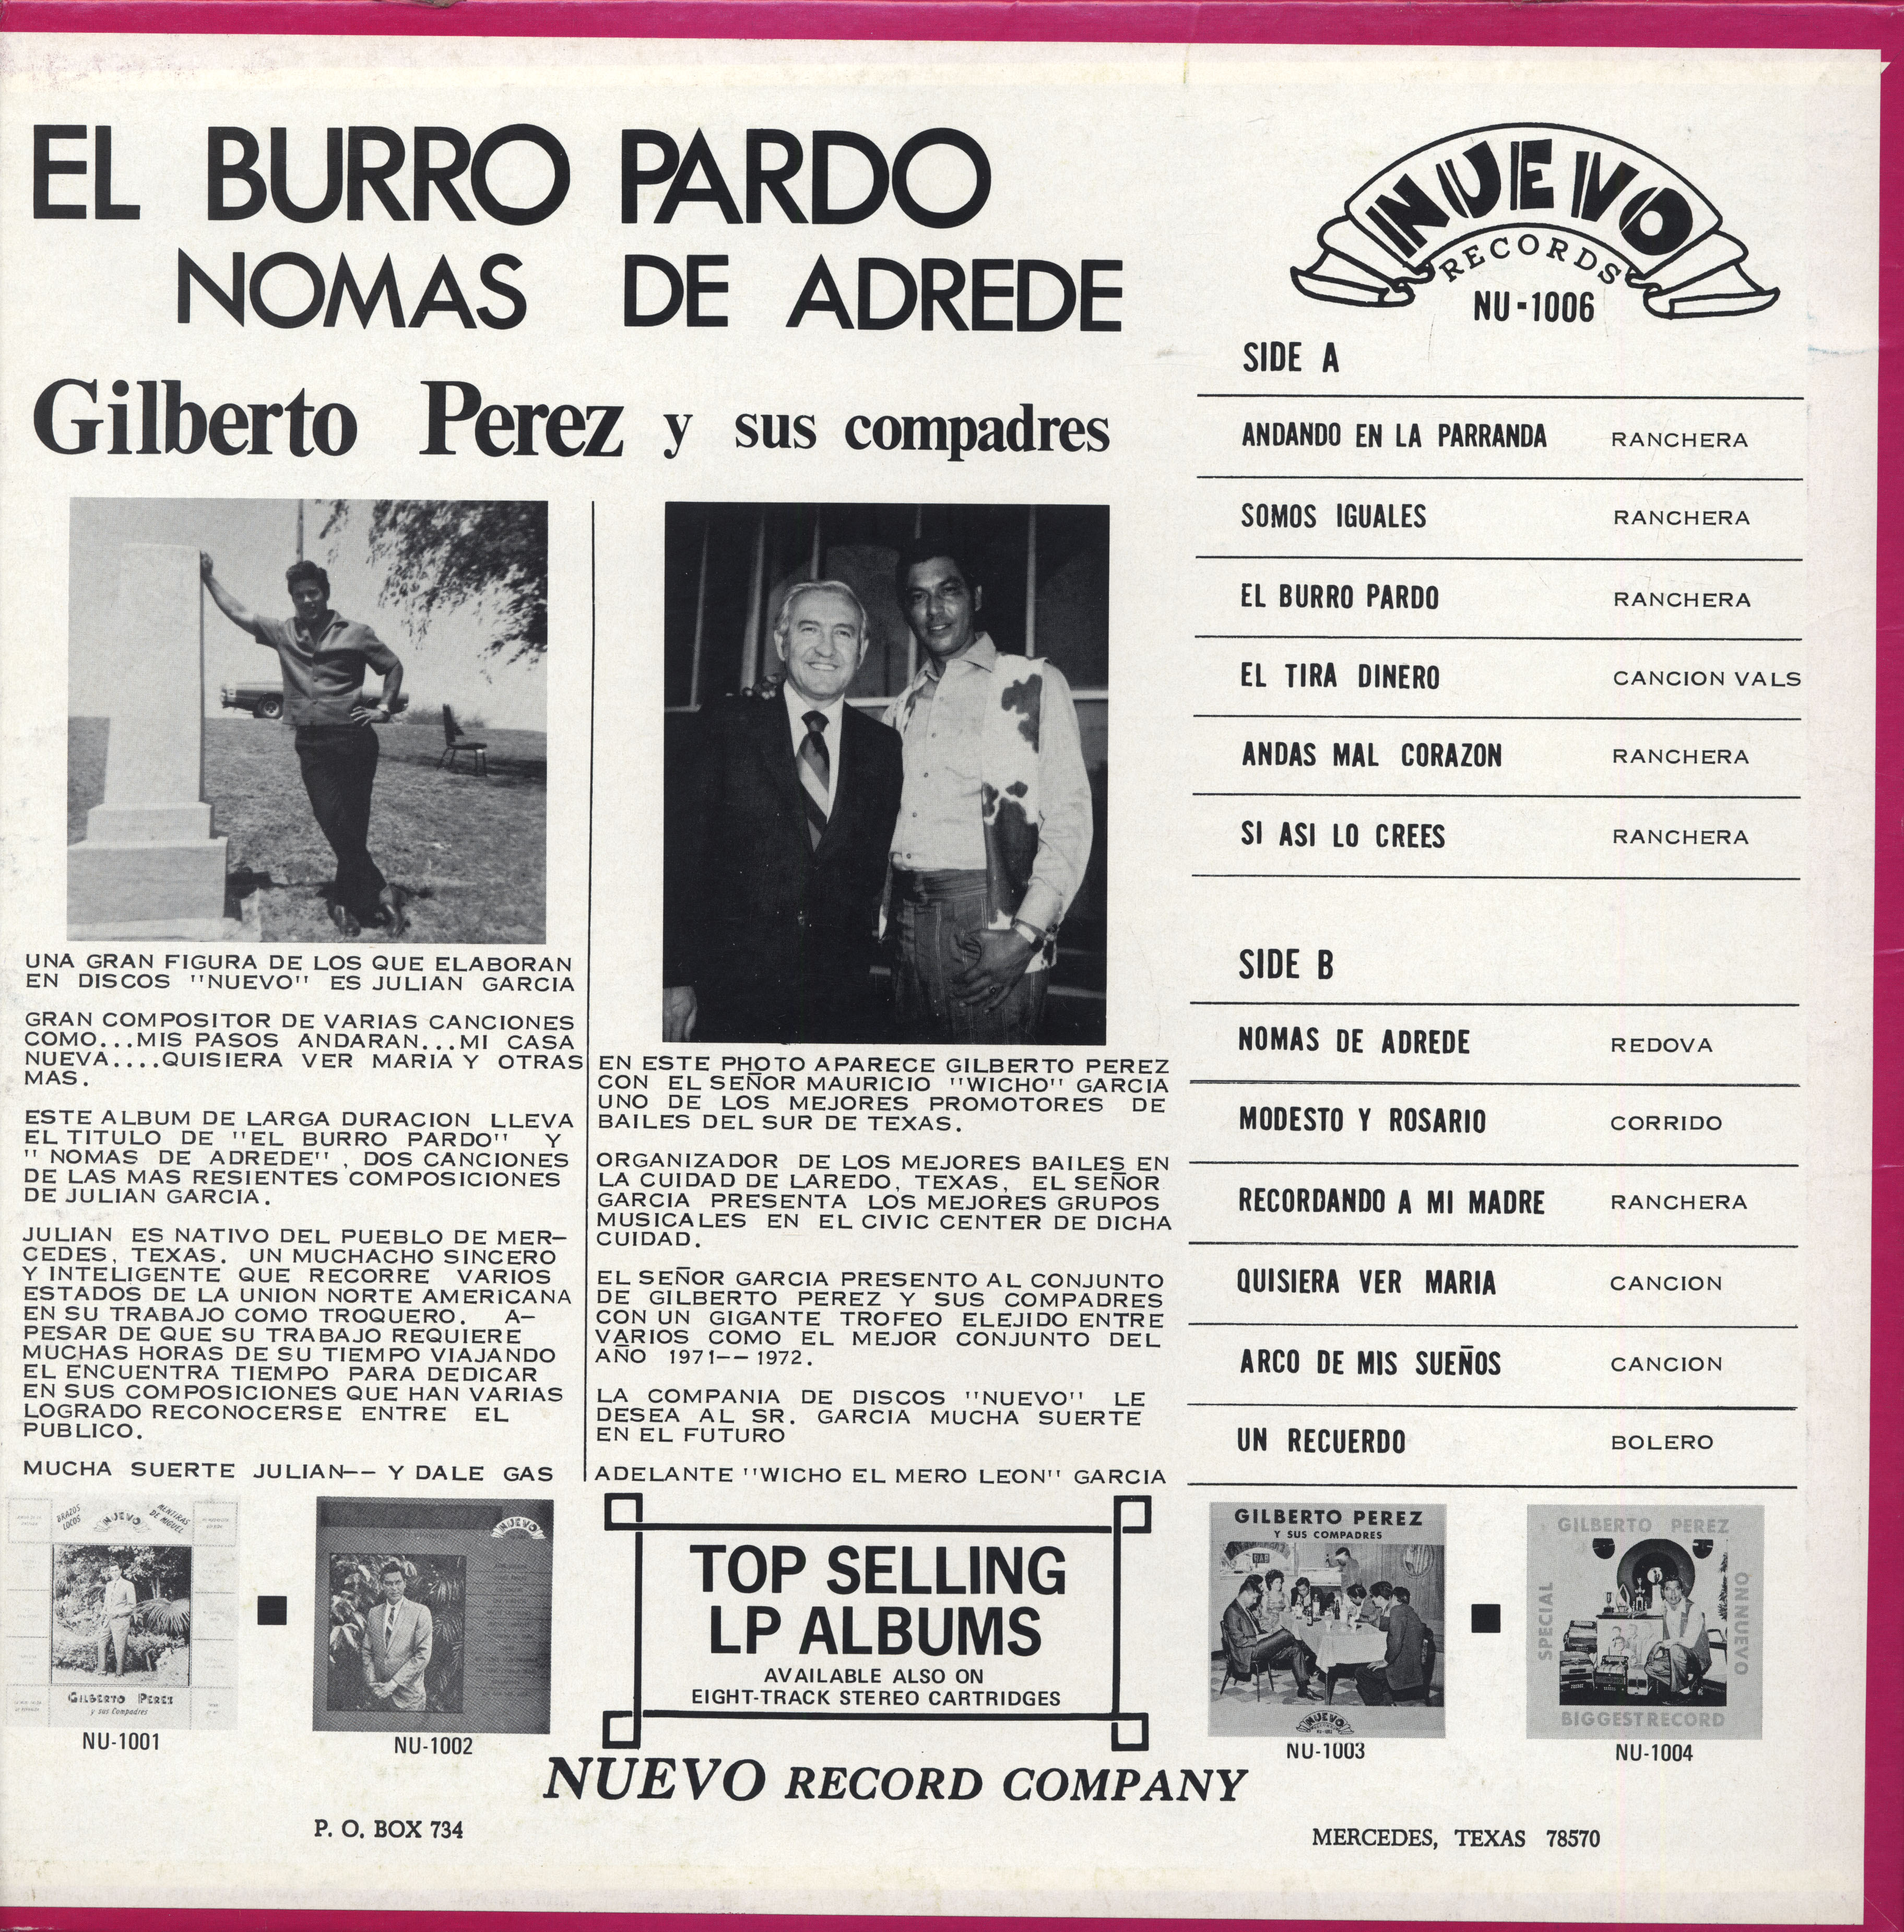 EL BURRO PARDO
NOMAS DE ADREDE
Gilberto Perez y sus compadres
UNA GRAN FIGURA DE LOS QUE ELABORAN
EN DISCOS "NUEVO" ES JULIAN GARCIA
GRAN COMPOSITOR DE VARIAS CANCIONES
COMO...MIS PASOS ANDARAN...MI CASA
NUEVA....QUISIERA VER MARIA Y OTRAS
MAS.
ESTE ALBUM DE LARGA DURACION LLEVA
EL TITULO DE "EL BURRO PARDO" Y
" NOMAS DE ADREDE", DOS CANCIONES
DE LAS MAS RESIENTES COMPOSICIONES
DE JULIAN GARCIA.
JULIAN ES NATIVO DEL PUEBLO DE MER-
CEDES, TEXAS. UN MUCHACHO SINCERO
Y INTELIGENTE QUE RECORRE VARIOS
ESTADOS DE LA UNION NORTE AMERICANA
EN SU TRABAJO COMO TROQUERO. A-
PESAR DE QUE SU TRABAJO REQUIERE
MUCHAS HORAS DE SU TIEMPO VIAJANDO
EL ENCUENTRA TIEMPO PARA DEDICAR
EN SUS COMPOSICIONES QUE HAN VARIAS
LOGRADO RECONOCERSE ENTRE EL
PUBLICO.
MUCHA SUERTE JULIAN-- Y DALE GAS
EN ESTE PHOTO APARECE GILBERTO PEREZ
CON EL SEÑOR MAURICIO "WICHO" GARCIA
UNO DE LOS MEJORES PROMOTORES DE
BAILES DEL SUR DE TEXAS.
ORGANIZADOR DE LOS MEJORES BAILES EN
LA CUIDAD DE LAREDO, TEXAS, EL SEÑOR
GARCIA PRESENTA LOS MEJORES GRUPOS
MUSICALES EN EL CIVIC CENTER DE DICHA
CUIDAD.
EL SEÑOR GARCIA PRESENTO AL CONJUNTO
DE GILBERTO PEREZ Y SUS COMPADRES
CON UN GIGANTE TROFEO ELEJIDO ENTRE
VARIOS COMO EL MEJOR CONJUNTO DEL
AÑO 1971--1972.
LA COMPANIA DE DISCOS "NUEVO" LE
DESEA AL SR. GARCIA MUCHA SUERTE
EN EL FUTURO
ADELANTE "WICHO EL MERO LEON" GARCIA
NUEVO
RECORDS
NU-1006
SIDE A
ANDANDO EN LA PARRANDA RANCHERA
SOMOS IGUALES RANCHERA
EL BURRO PARDO RANCHERA
EL TIRA DINERO CANCION VALS
ANDAS MAL CORAZON RANCHERA
SI ASI LO CREES RANCHERA
SIDE B
NOMAS DE ADREDE REDOVA
MODESTO Y ROSARIO CORRIDO
RECORDANDO A MI MADRE RANCHERA
QUISIERA VER MARIA CANCION
ARCO DE MIS SUEÑOS CANCION
UN RECUERDO BOLERO
BRAZOS
LOCOS
NUEVO
MENTIRAS
DE MIGUEL
GILBERTO PEREZ
y sus Compadres
NU-1001
NUEVO
NU-1002
TOP SELLING
LP ALBUMS
AVAILABLE ALSO ON
EIGHT-TRACK STEREO CARTRIDGES
GILBERTO PEREZ
Y SUS COMPADRES
BAR
NUEVO
NU-1003
GILBERTO PEREZ
SPECIAL
ON NUEVO
BIGGEST RECORD
NU-1004
NUEVO RECORD COMPANY
P. O. BOX 734
MERCEDES, TEXAS 78570